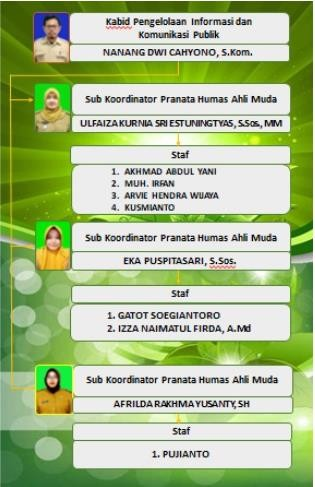 Kabid Pengelolaan Informasi dan
Komunikasi Publik
NANANG DWI CAHYONO, S.Kom.
Sub Koordinator Pranata Humas Ahli Muda
ULFAIZA KURNIA SRI ESTUNINGTYAS, S.Sos, MM
Staf
1. AKHMAD ABDUL YANI
2. MUH. IRFAN
3. ARVIE HENDRA WIJAYA
4. KUSMIANTO
Sub Koordinator Pranata Humas Ahli Muda
EKA PUSPITASARI, S.Sos.
Staf
1. GATOT SOEGIANTORO
2. IZZA NAIMATUL FIRDA, A.Md
Sub Koordinator Pranata Humas Ahli Muda
AFRILDA RAKHMA YUSANTY, SH
Staf
1. PUJIANTO